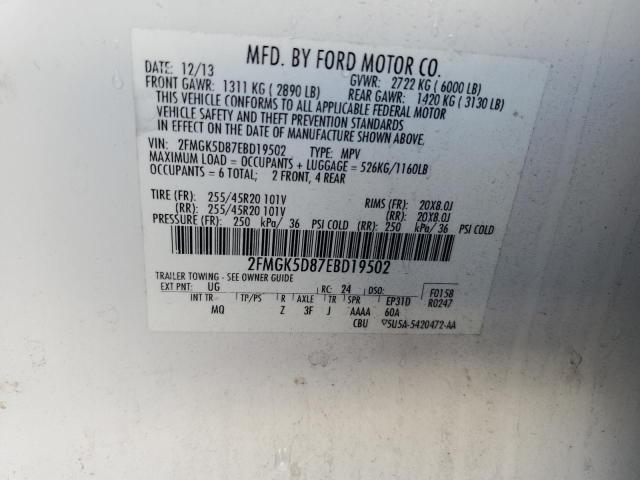 MFD. BY FORD MOTOR CO.
DATE: 12/13 GVWR: 2722 KG ( 6000 LB)
FRONT GAWR: 1311 KG ( 2890 LB) REAR GAWR: 1420 KG ( 3130 LB)
THIS VEHICLE CONFORMS TO ALL APPLICABLE FEDERAL MOTOR
VEHICLE SAFETY AND THEFT PREVENTION STANDARDS
IN EFFECT ON THE DATE OF MANUFACTURE SHOWN ABOVE.
VIN: 2FMGK5D87EBD19502 TYPE: MPV
MAXIMUM LOAD = OCCUPANTS + LUGGAGE = 526KG/1160LB
OCCUPANTS = 6 TOTAL; 2 FRONT, 4 REAR
TIRE (FR): 255/45R20 101V RIMS (FR): 20X8.0J
(RR): 255/45R20 101V (RR): 20X8.0J
PRESSURE (FR): 250 kPa/ 36 PSI COLD (RR): 250 kPa/ 36 PSI COLD
2FMGK5D87EBD19502
TRAILER TOWING - SEE OWNER GUIDE
EXT PNT: UG RC: 24 DSO: F0158
INT TR TP/PS R AXLE TR SPR EP31D R0247
MQ Z 3F J AAAA 60A
CBU 5U5A-5420472-AA